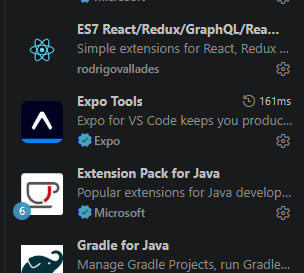 Microsoft
ES7 React/Redux/GraphQL/Rea...
Simple extensions for React, Redux ...
rodrigovallades
Expo Tools 161ms
Expo for VS Code keeps you produc...
Expo
Extension Pack for Java
Popular extensions for Java develop...
6 Microsoft
Gradle for Java
Manage Gradle Projects, run Gradle...